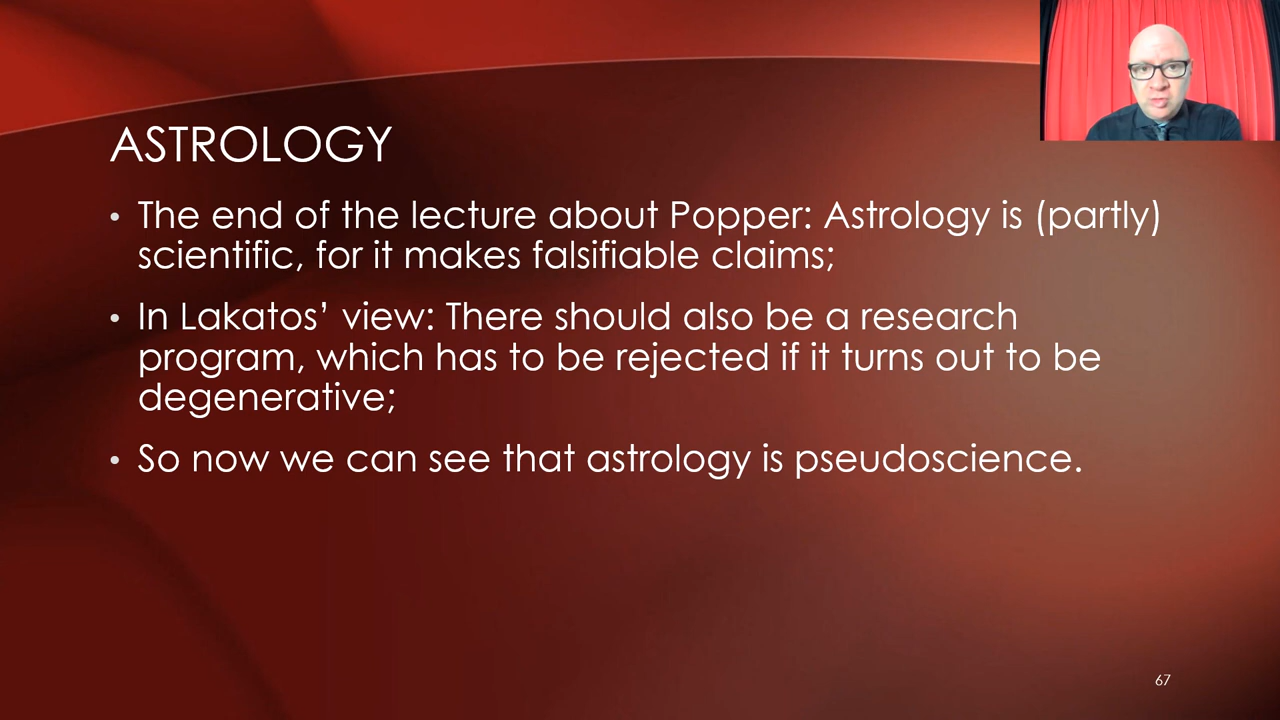 ASTROLOGY
• The end of the lecture about Popper: Astrology is (partly)
scientific, for it makes falsifiable claims;
• In Lakatos’ view: There should also be a research
program, which has to be rejected if it turns out to be
degenerative;
• So now we can see that astrology is pseudoscience.
67